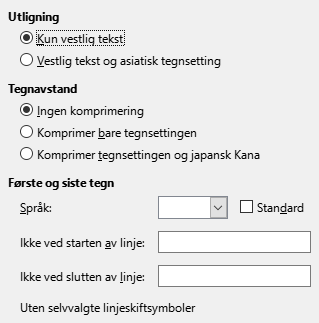 Utligning
Kun vestlig tekst
Vestlig tekst og asiatisk tegnsetting
Tegnavstand
Ingen komprimering
Komprimer bare tegnsettingen
Komprimer tegnsettingen og japansk Kana
Første og siste tegn
Språk: Standard
Ikke ved starten av linje:
Ikke ved slutten av linje:
Uten selvvalgte linjeskiftsymboler